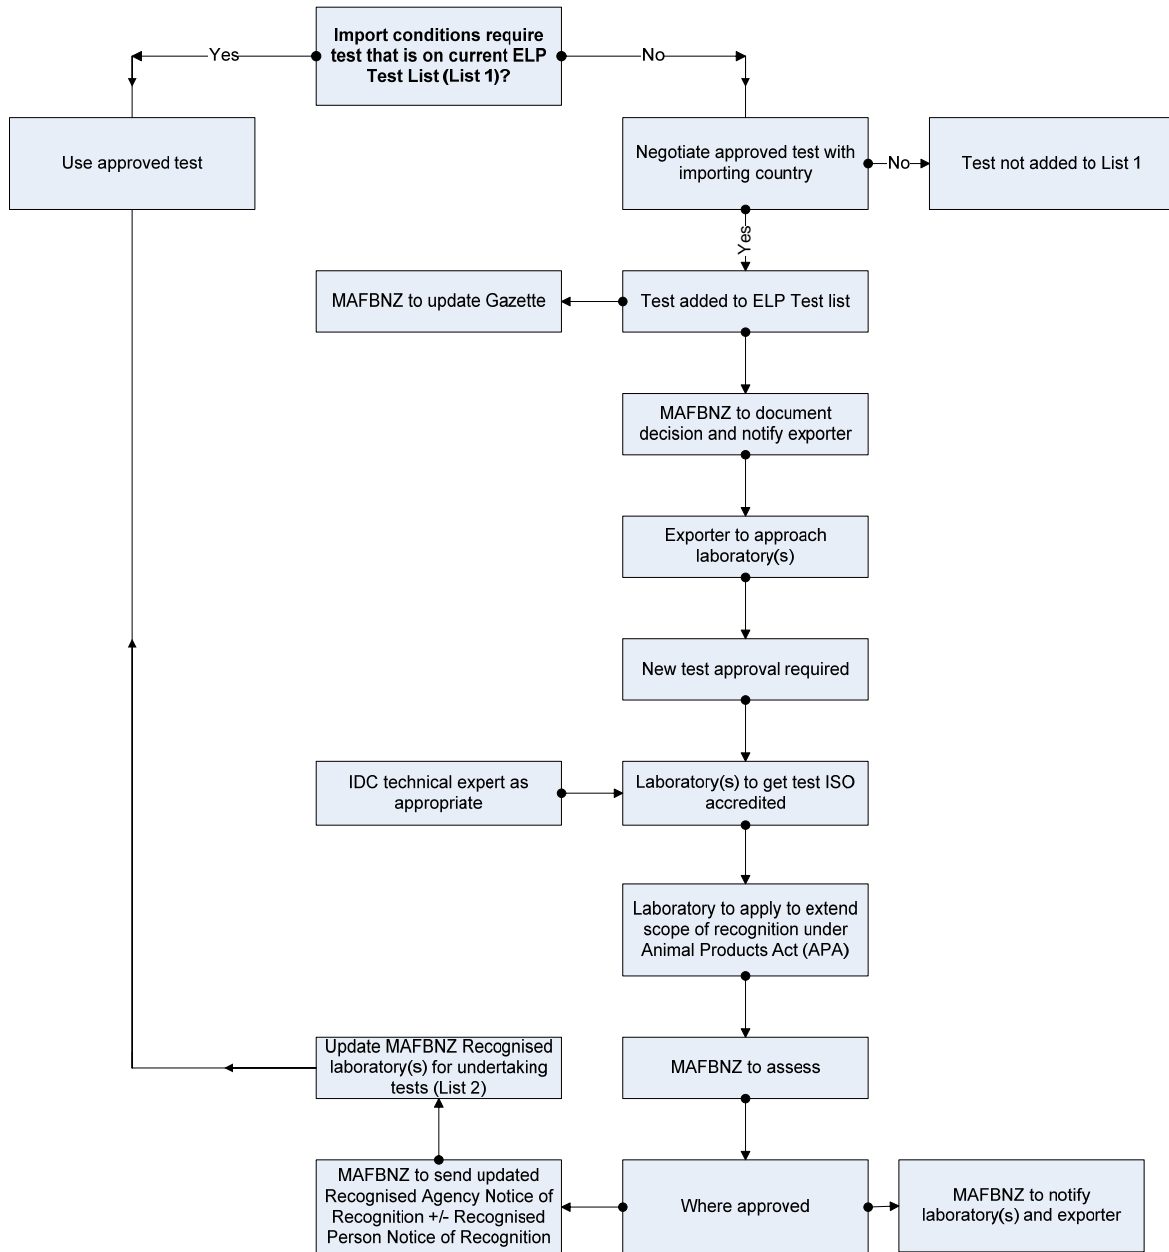 Import conditions require
test that is on current ELP
Test List (List 1)?
Yes
No
Use approved test
Negotiate approved test with
importing country
No
Test not added to List 1
Yes
MAFBNZ to update Gazette
Test added to ELP Test list
MAFBNZ to document
decision and notify exporter
Exporter to approach
laboratory(s)
New test approval required
IDC technical expert as
appropriate
Laboratory(s) to get test ISO
accredited
Laboratory to apply to extend
scope of recognition under
Animal Products Act (APA)
Update MAFBNZ Recognised
laboratory(s) for undertaking
tests (List 2)
MAFBNZ to assess
MAFBNZ to send updated
Recognised Agency Notice of
Recognition +/- Recognised
Person Notice of Recognition
Where approved
MAFBNZ to notify
laboratory(s) and exporter